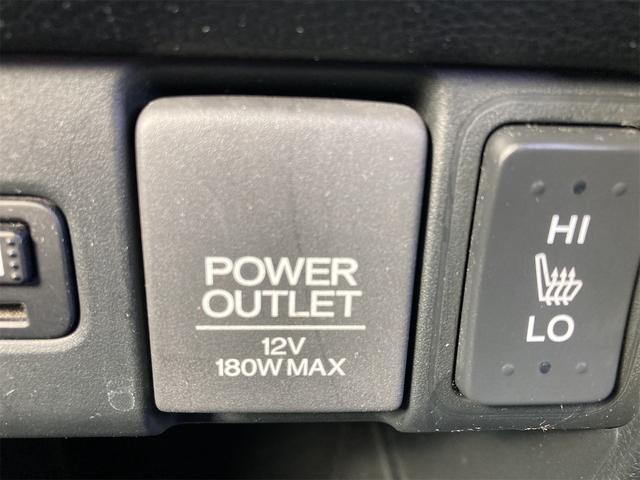 POWER
OUTLET
12V
180W MAX
HI
LO